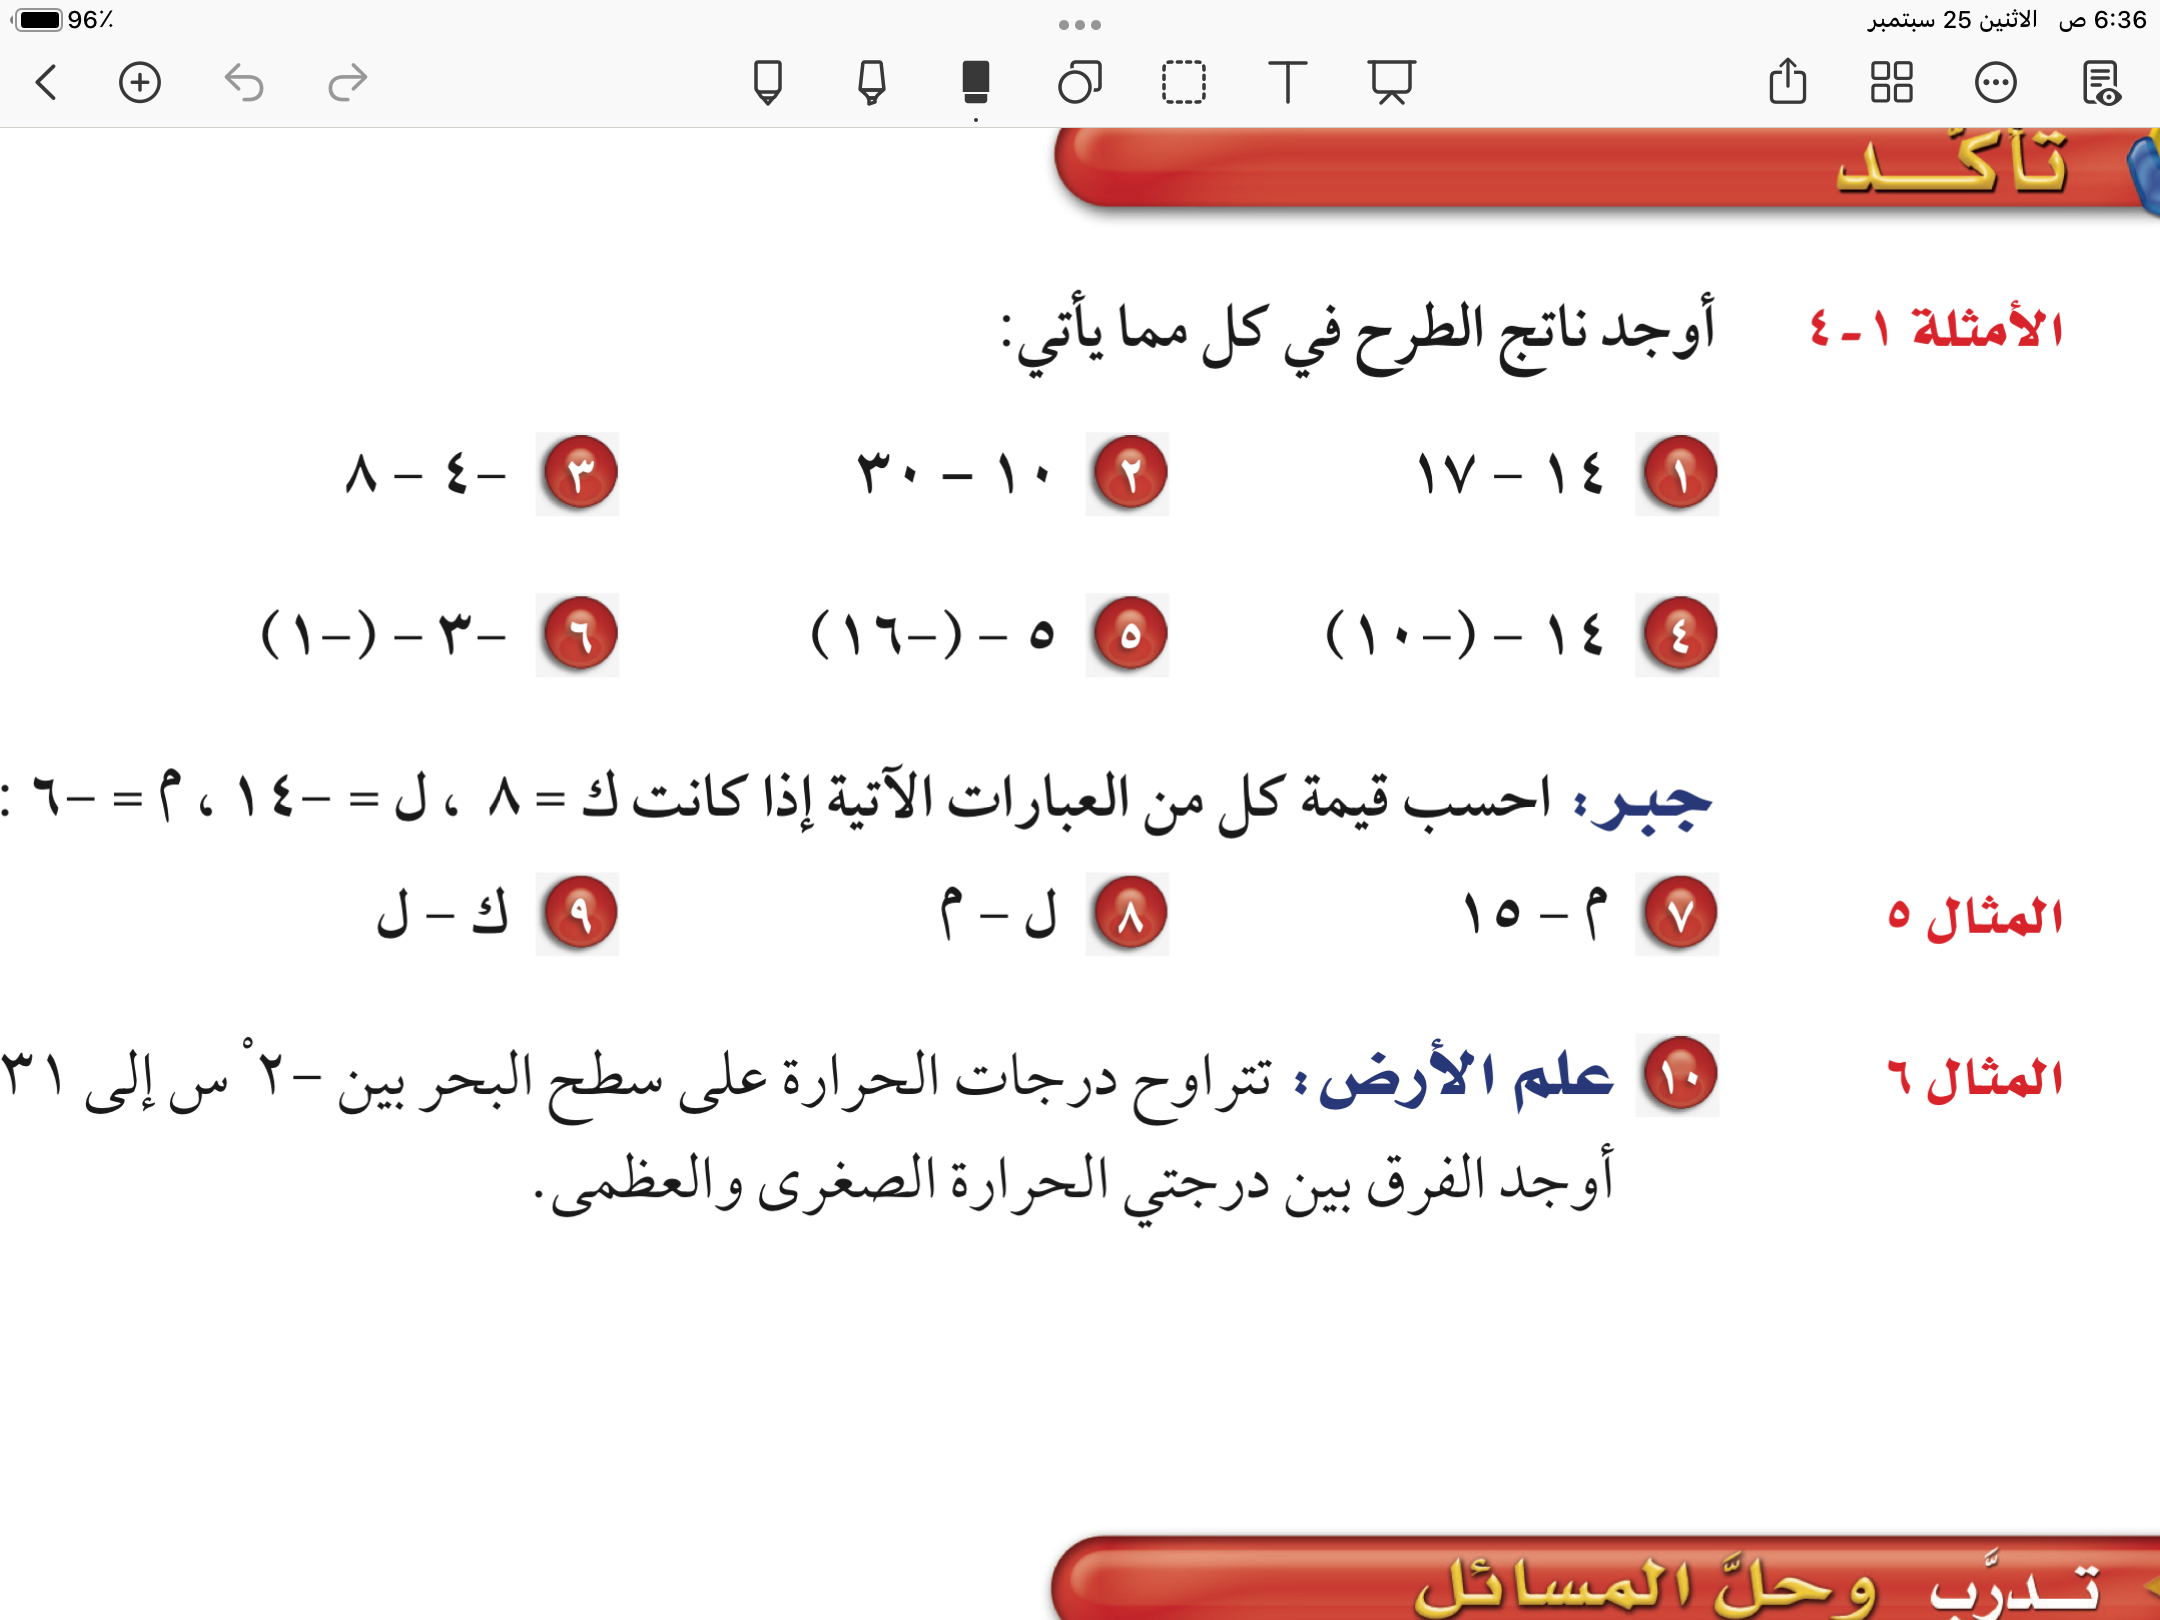 6:36 ص الاثنين 25 سبتمبر
96٪
تأكّد
الأمثلة ١-٤ أوجد ناتج الطرح في كل مما يأتي:
١ ١٤ – ١٧ ٢ ١٠ – ٣٠ ٣ –٤ – ٨
٤ ١٤ – (–١٠) ٥ ٥ – (–١٦) ٦ –٣ – (–١)
جبر: احسب قيمة كل من العبارات الآتية إذا كانت ك = ٨ ، ل = –١٤ ، م = –٦ :
المثال ٥ ٧ م – ١٥ ٨ ل – م ٩ ك – ل
المثال ٦ ١٠ علم الأرض: تتراوح درجات الحرارة على سطح البحر بين –٢° س إلى ٣١
أوجد الفرق بين درجتي الحرارة الصغرى والعظمى.
تـدرَّب وحلَّ المسائل